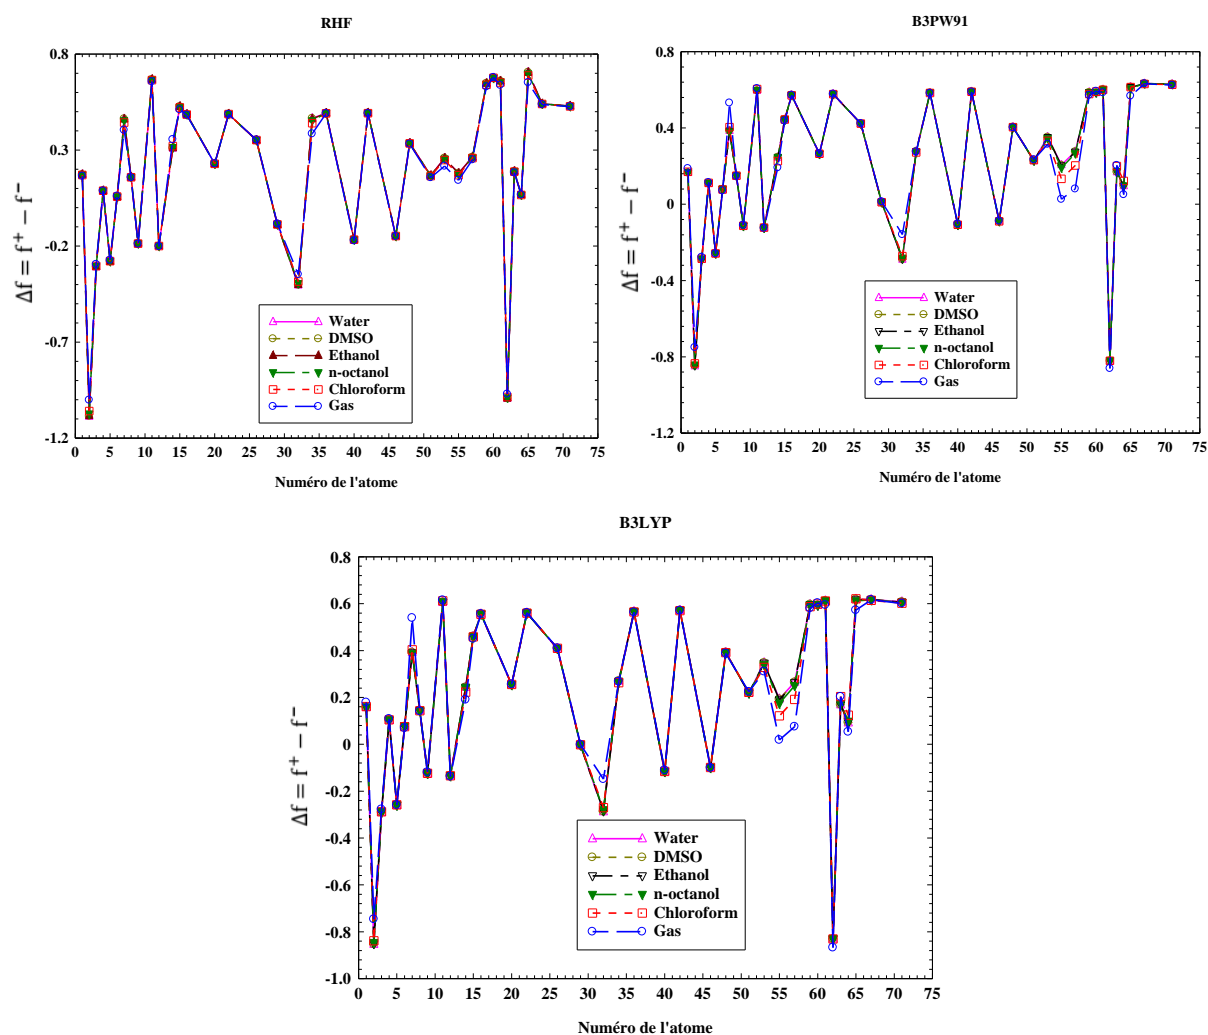 RHF
0.8
0.3
-0.2
-0.7
-1.2
Δf = f⁺ − f⁻
Water
DMSO
Ethanol
n-octanol
Chloroform
Gas
0 5 10 15 20 25 30 35 40 45 50 55 60 65 70 75
Numéro de l'atome
B3PW91
0.8
0.4
0
-0.4
-0.8
-1.2
Δf = f⁺ − f⁻
Water
DMSO
Ethanol
n-octanol
Chloroform
Gas
0 5 10 15 20 25 30 35 40 45 50 55 60 65 70 75
Numéro de l'atome
B3LYP
0.8
0.6
0.4
0.2
0
-0.2
-0.4
-0.6
-0.8
-1.0
Δf = f⁺ − f⁻
Water
DMSO
Ethanol
n-octanol
Chloroform
Gas
0 5 10 15 20 25 30 35 40 45 50 55 60 65 70 75
Numéro de l'atome